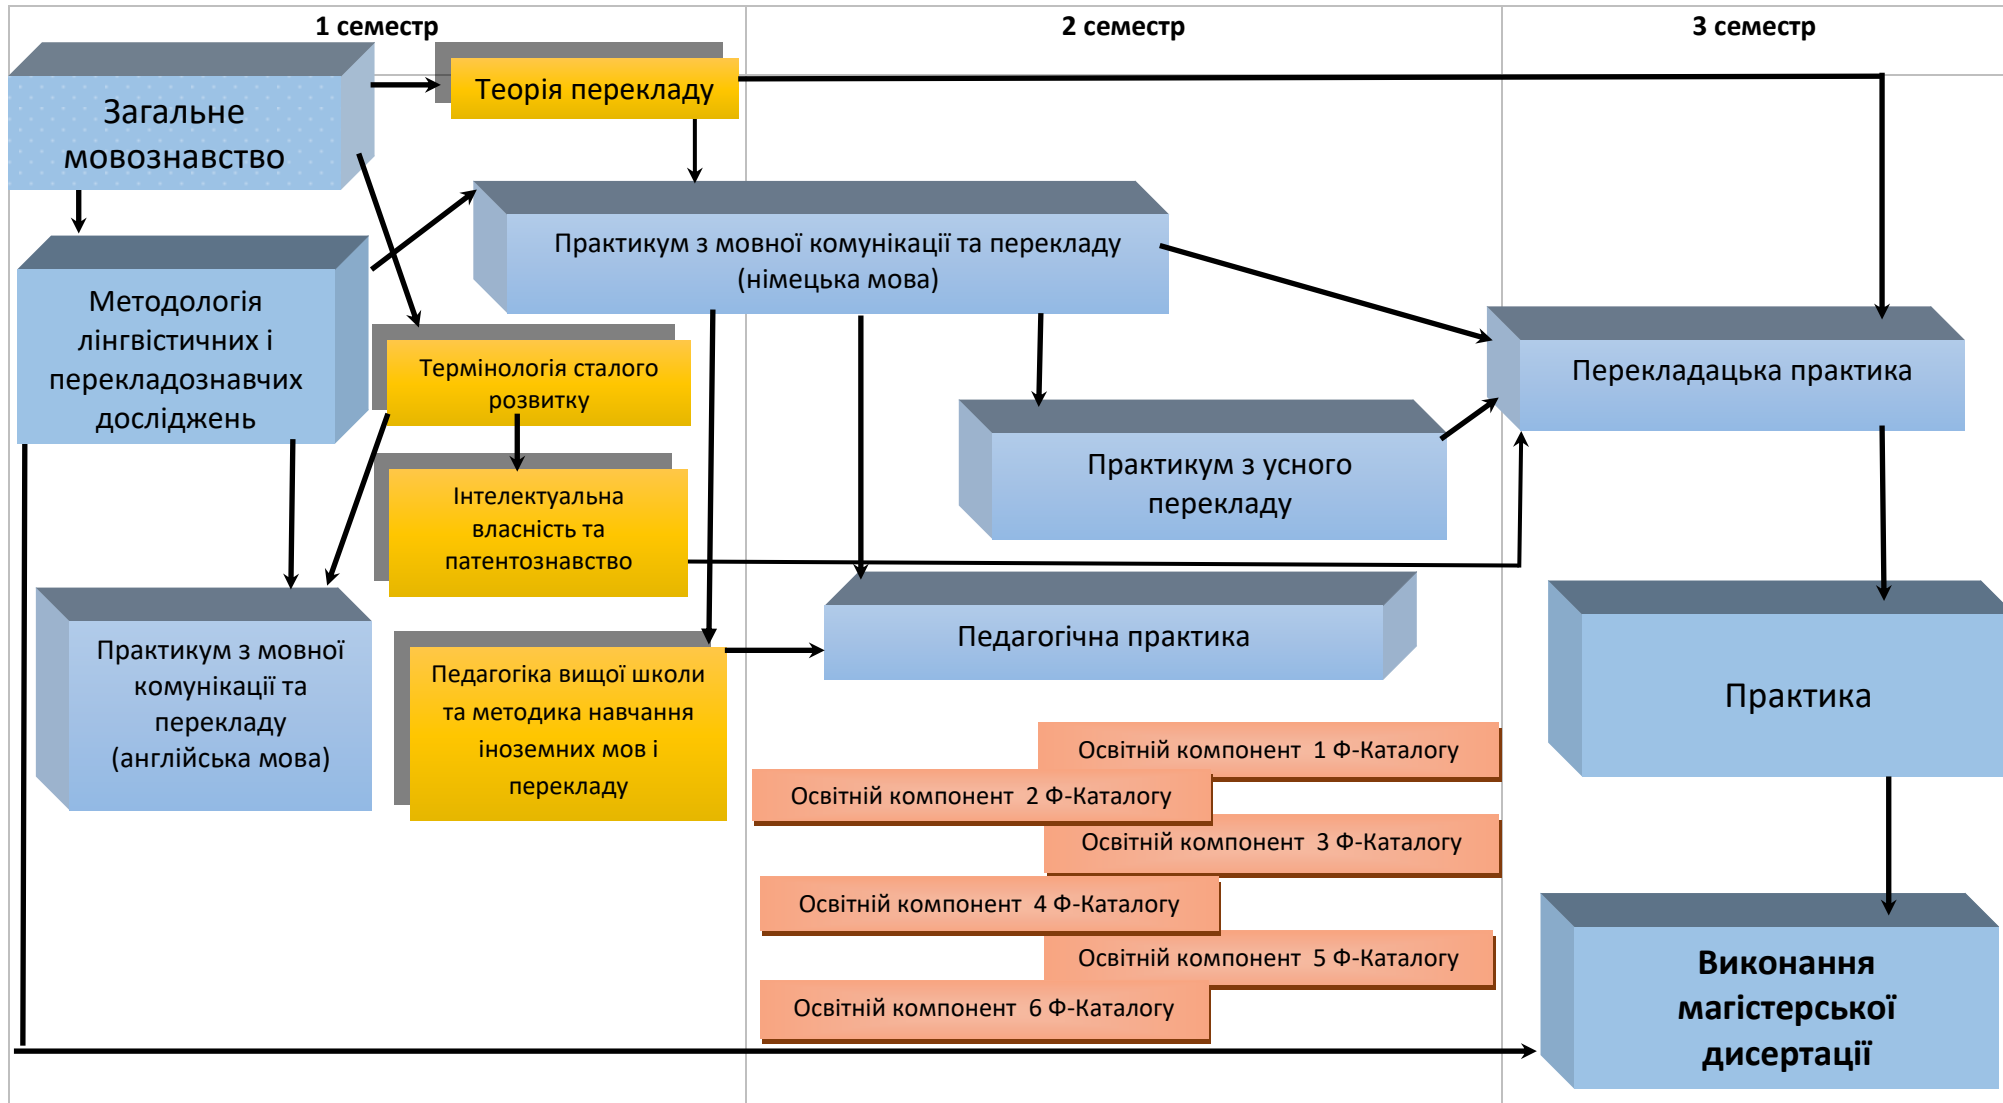 1 семестр
2 семестр
3 семестр
Загальне
мовознавство
Теорія перекладу
Практикум з мовної комунікації та перекладу
(німецька мова)
Методологія
лінгвістичних і
перекладознавчих
досліджень
Термінологія сталого
розвитку
Перекладацька практика
Практикум з усного
перекладу
Інтелектуальна
власність та
патентознавство
Практикум з мовної
комунікації та
перекладу
(англійська мова)
Педагогіка вищої школи
та методика навчання
іноземних мов і
перекладу
Педагогічна практика
Практика
Освітній компонент  1 Ф-Каталогу
Освітній компонент  2 Ф-Каталогу
Освітній компонент  3 Ф-Каталогу
Освітній компонент  4 Ф-Каталогу
Освітній компонент  5 Ф-Каталогу
Освітній компонент  6 Ф-Каталогу
Виконання
магістерської
дисертації